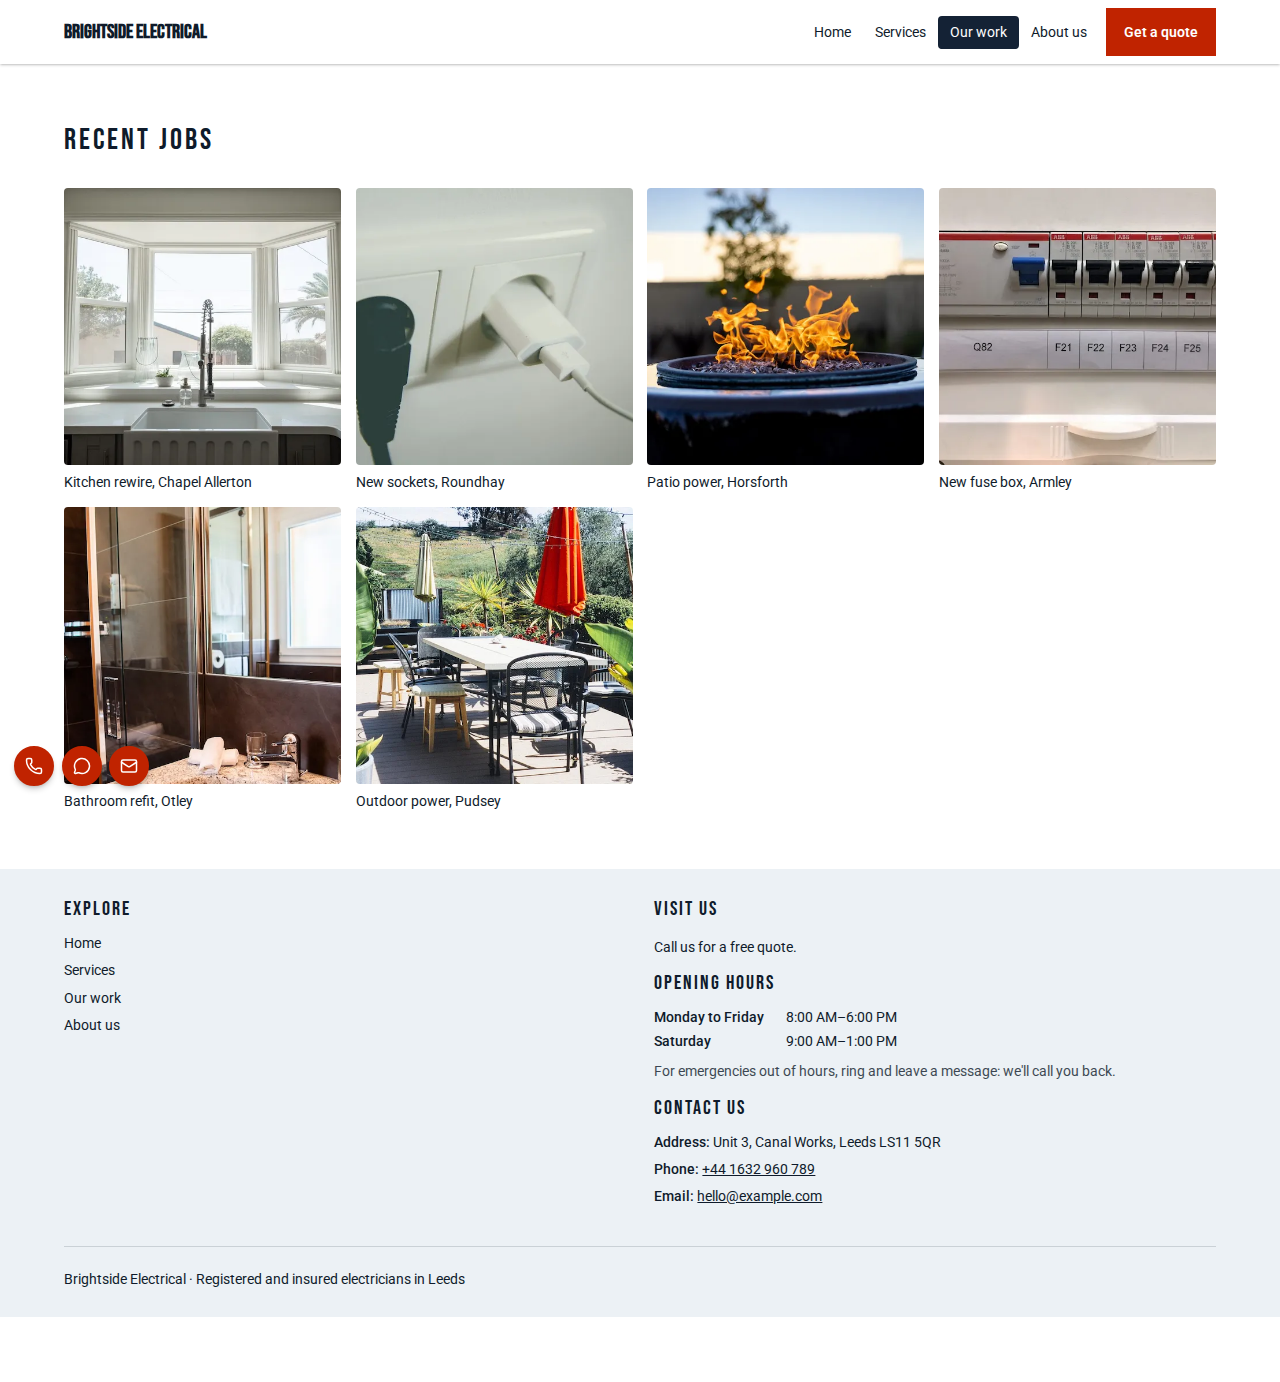 BRIGHTSIDE ELECTRICAL
Home
Services
Our work
About us
Get a quote
RECENT JOBS
ABB ABB ABB ABB ABB
Q82 F21 F22 F23 F24 F25
Kitchen rewire, Chapel Allerton
New sockets, Roundhay
Patio power, Horsforth
New fuse box, Armley
Bathroom refit, Otley
Outdoor power, Pudsey
EXPLORE
Home
Services
Our work
About us
VISIT US
Call us for a free quote.
OPENING HOURS
Monday to Friday 8:00 AM–6:00 PM
Saturday 9:00 AM–1:00 PM
For emergencies out of hours, ring and leave a message: we'll call you back.
CONTACT US
Address: Unit 3, Canal Works, Leeds LS11 5QR
Phone: +44 1632 960 789
Email: hello@example.com
Brightside Electrical · Registered and insured electricians in Leeds